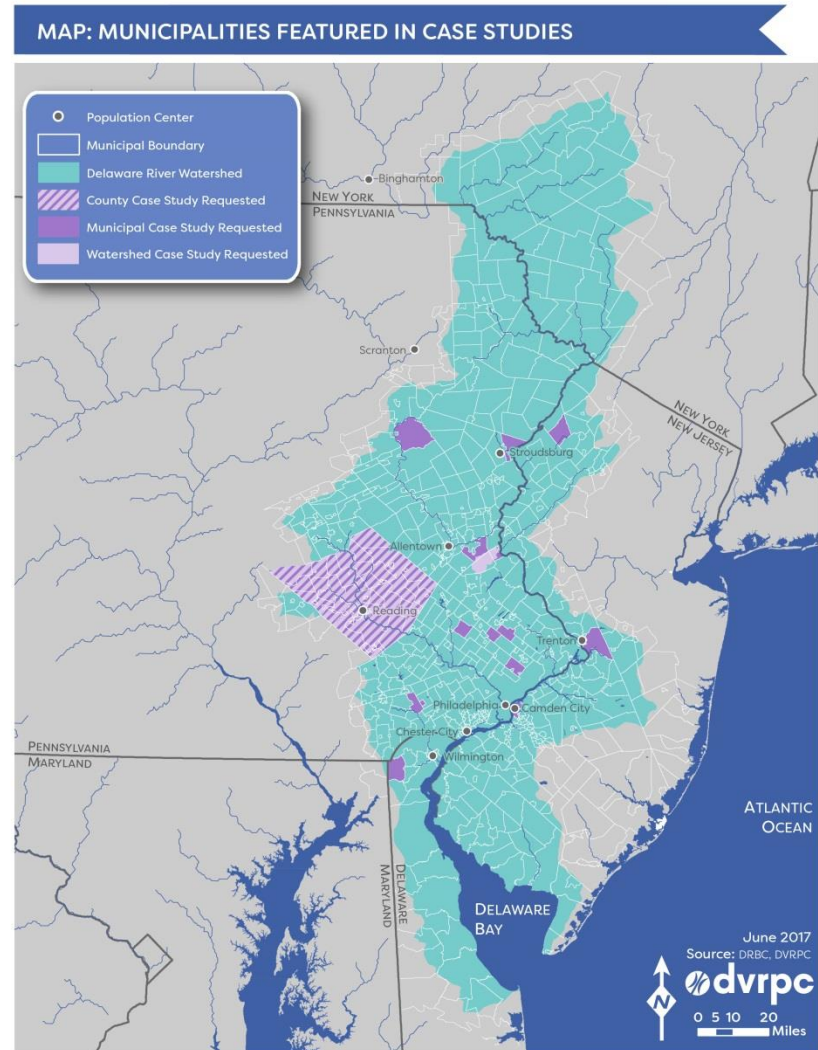 MAP: MUNICIPALITIES FEATURED IN CASE STUDIES
Population Center
Municipal Boundary
Delaware River Watershed
County Case Study Requested
Municipal Case Study Requested
Watershed Case Study Requested
Binghamton
NEW YORK
PENNSYLVANIA
Scranton
NEW YORK
NEW JERSEY
Stroudsburg
Allentown
Reading
Trenton
Philadelphia
Camden City
Chester City
Wilmington
PENNSYLVANIA
MARYLAND
DELAWARE
MARYLAND
ATLANTIC
OCEAN
DELAWARE
BAY
June 2017
Source: DRBC, DVRPC
dvrpc
N
0 5 10 20
Miles